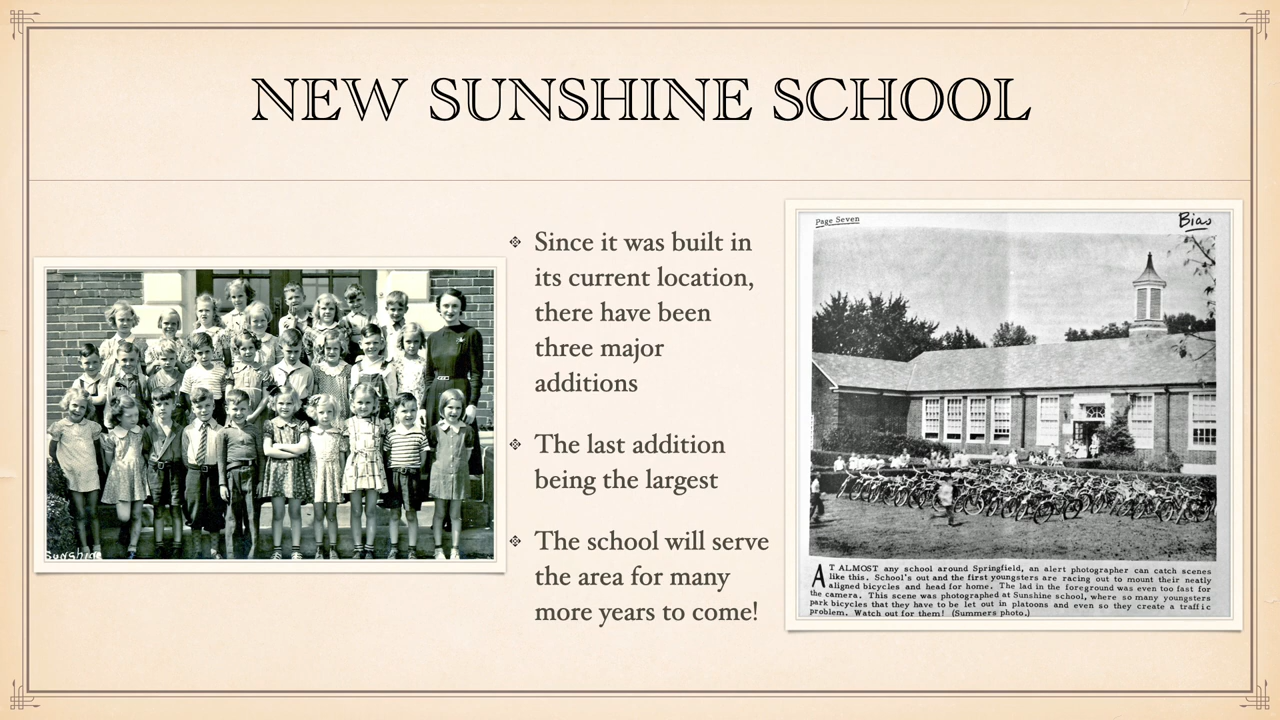 NEW SUNSHINE SCHOOL
Since it was built in
its current location,
there have been
three major
additions
The last addition
being the largest
The school will serve
the area for many
more years to come!
Sunshine
Page Seven
Bias
AT ALMOST any school around Springfield, an alert photographer can catch scenes
like this. School's out and the first youngsters are racing out to mount their neatly
aligned bicycles and head for home. The lad in the foreground was even too fast for
the camera. This scene was photographed at Sunshine school, where so many youngsters
park bicycles that they have to be let out in platoons and even so they create a traffic
problem. Watch out for them! (Summers photo.)